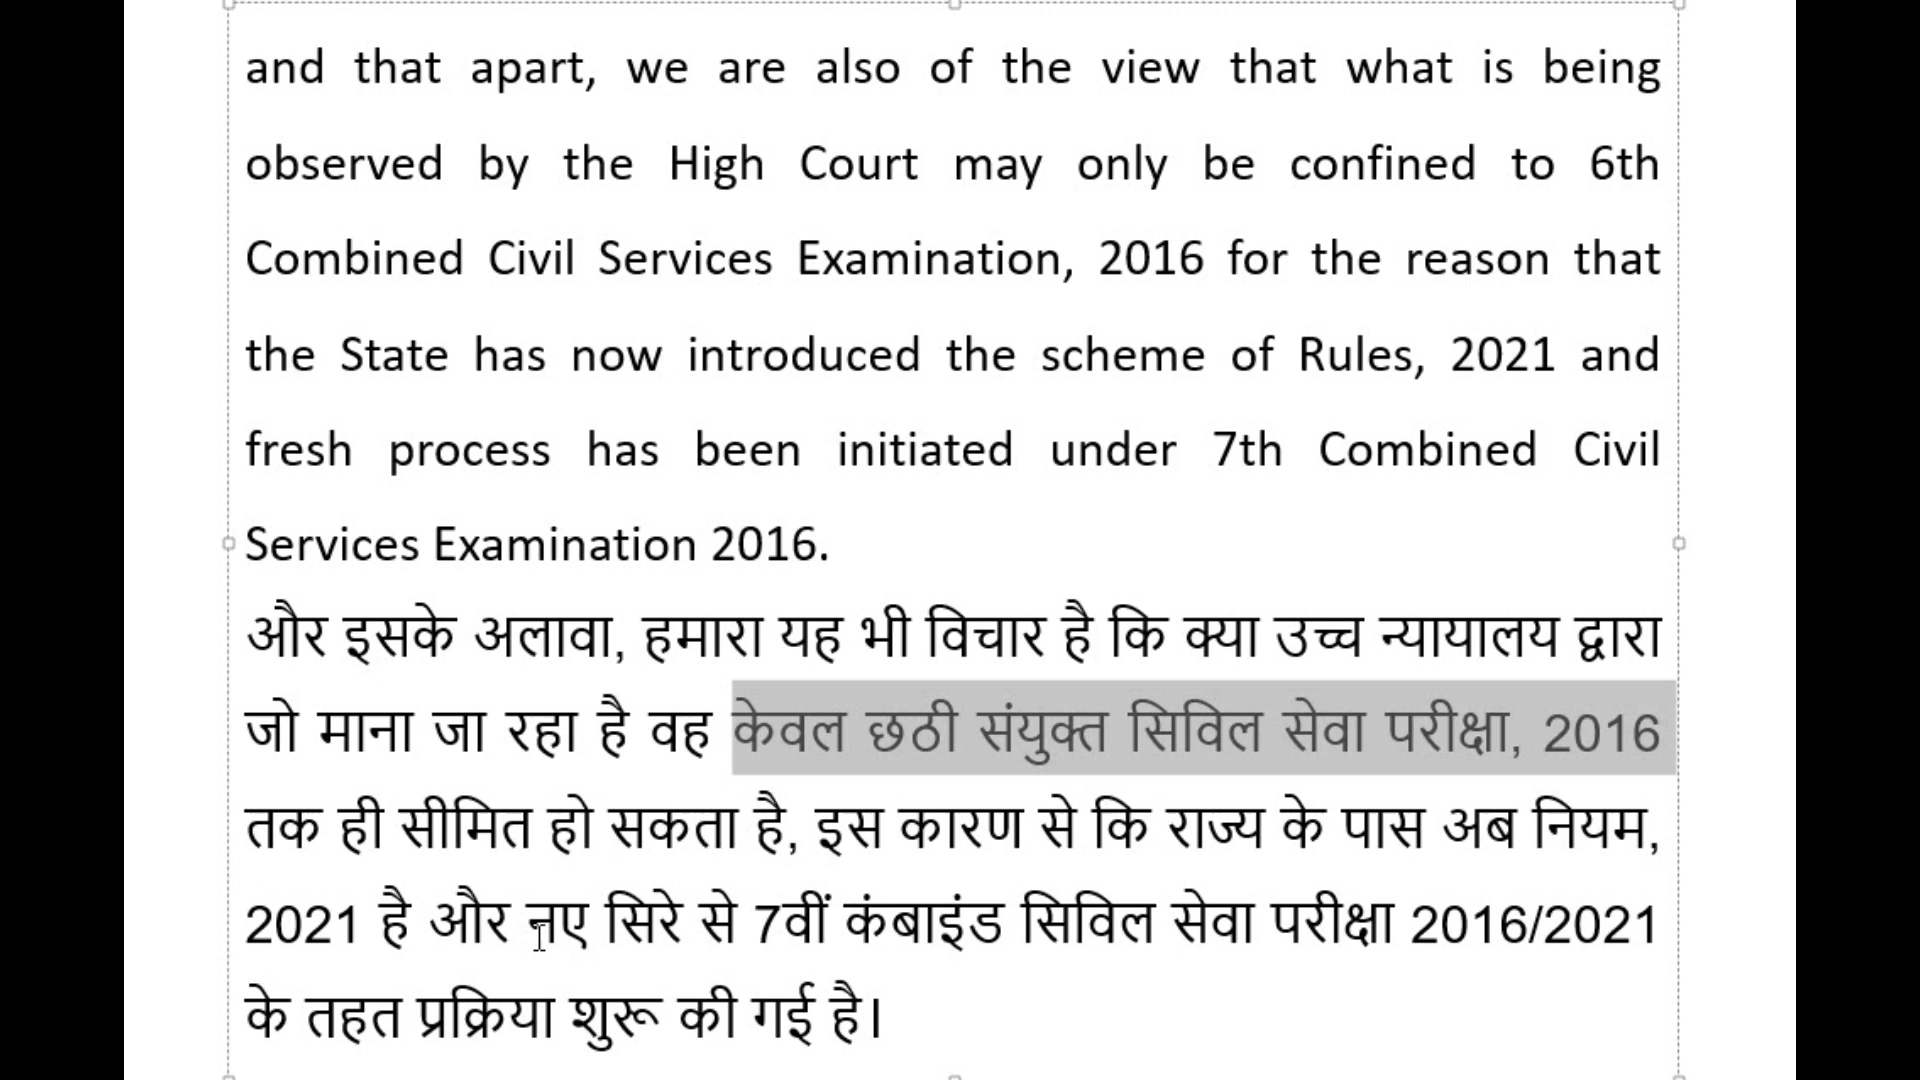 and that apart, we are also of the view that what is being
observed by the High Court may only be confined to 6th
Combined Civil Services Examination, 2016 for the reason that
the State has now introduced the scheme of Rules, 2021 and
fresh process has been initiated under 7th Combined Civil
Services Examination 2016.
और इसके अलावा, हमारा यह भी विचार है कि क्या उच्च न्यायालय द्वारा
जो माना जा रहा है वह केवल छठी संयुक्त सिविल सेवा परीक्षा, 2016
तक ही सीमित हो सकता है, इस कारण से कि राज्य के पास अब नियम,
2021 है और नए सिरे से 7वीं कंबाइंड सिविल सेवा परीक्षा 2016/2021
के तहत प्रक्रिया शुरू की गई है।